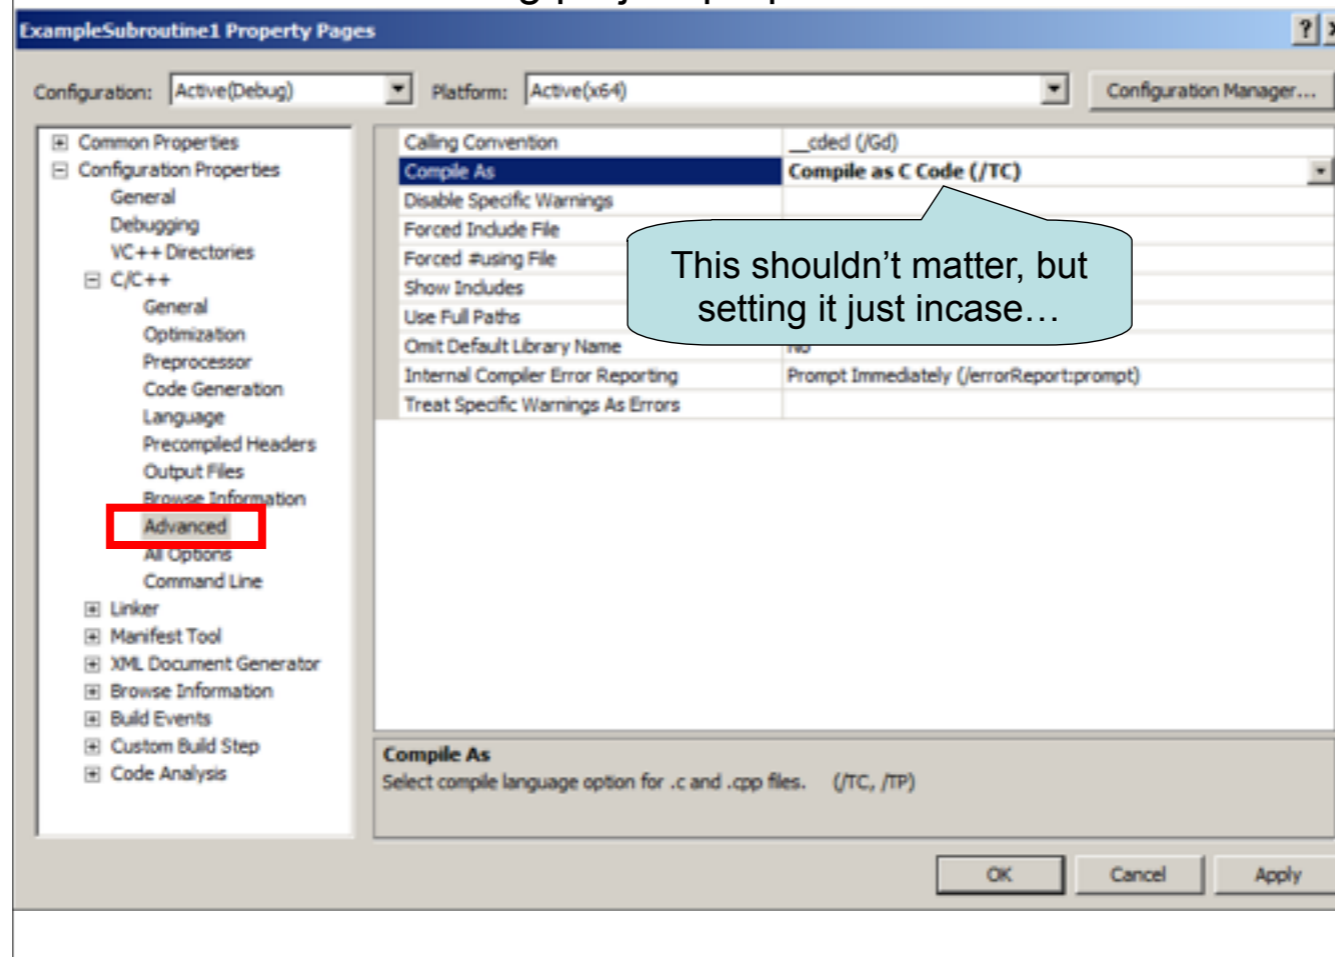 ExampleSubroutine1 Property Pages
?
Configuration: Active(Debug) Platform: Active(x64) Configuration Manager...
Common Properties
Configuration Properties
General
Debugging
VC++ Directories
C/C++
General
Optimization
Preprocessor
Code Generation
Language
Precompiled Headers
Output Files
Browse Information
Advanced
All Options
Command Line
Linker
Manifest Tool
XML Document Generator
Browse Information
Build Events
Custom Build Step
Code Analysis
Calling Convention __cdecl (/Gd)
Compile As Compile as C Code (/TC)
Disable Specific Warnings
Forced Include File
Forced #using File
Show Includes
Use Full Paths
Omit Default Library Name No
Internal Compiler Error Reporting Prompt Immediately (/errorReport:prompt)
Treat Specific Warnings As Errors
This shouldn’t matter, but
setting it just incase…
Compile As
Select compile language option for .c and .cpp files. (/TC, /TP)
OK Cancel Apply